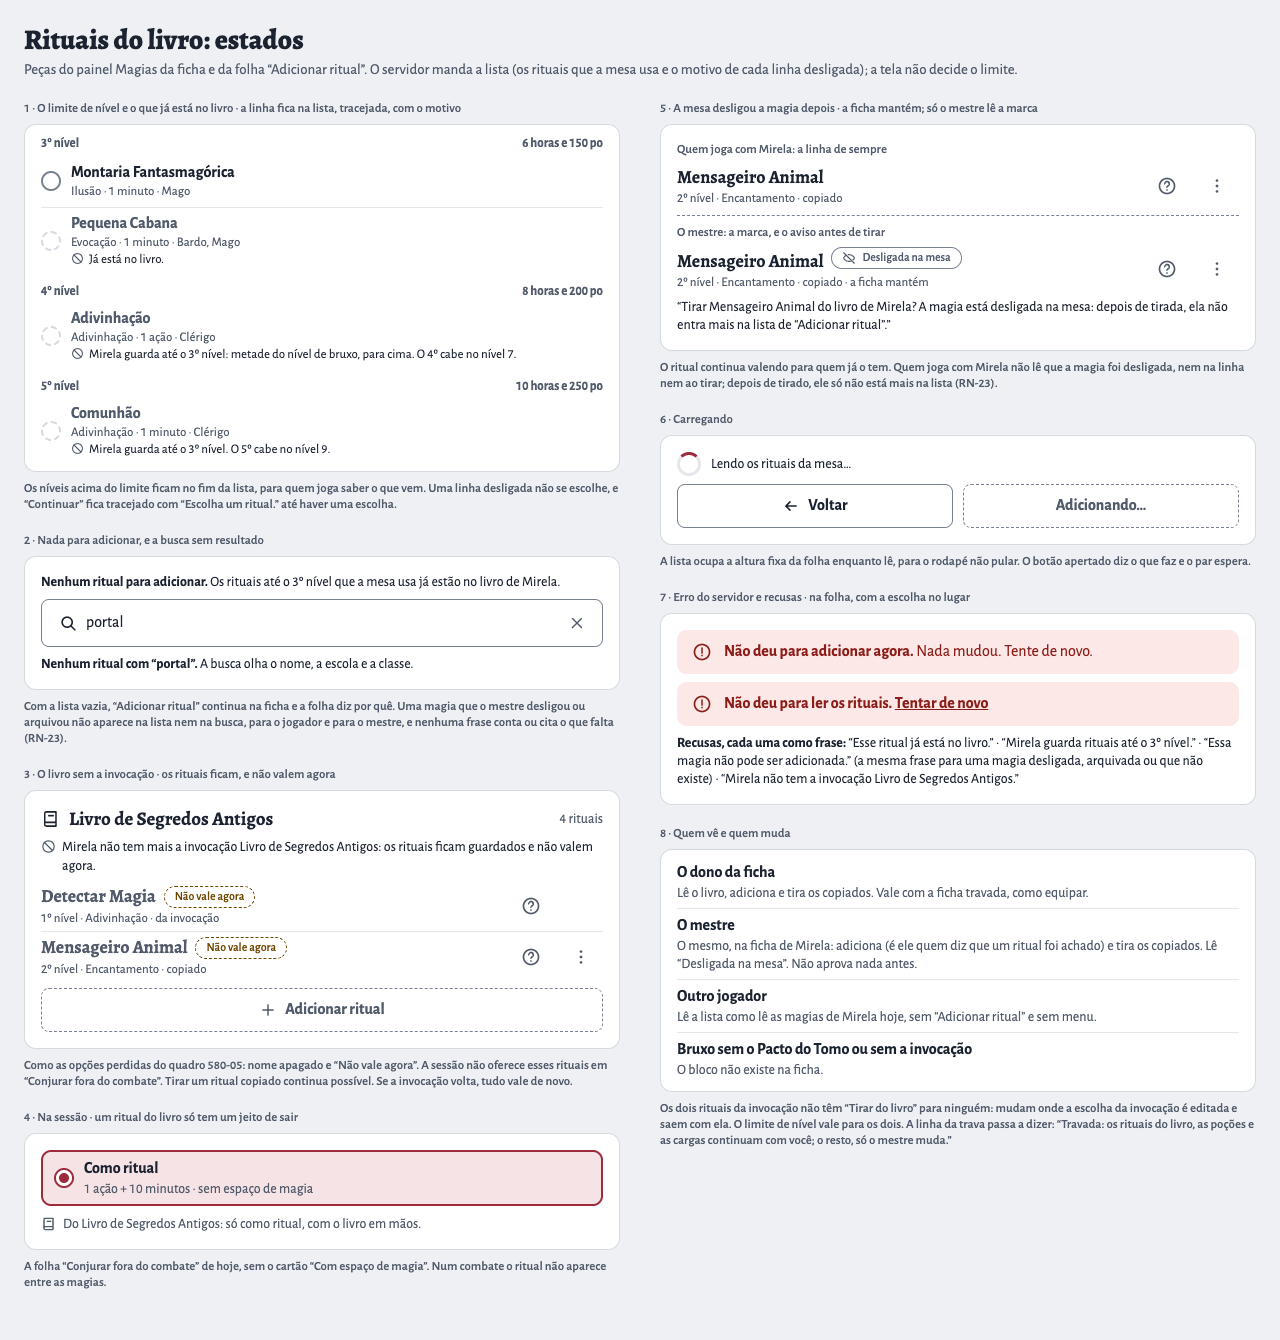 Rituais do livro: estados
Peças do painel Magias da ficha e da folha “Adicionar ritual”. O servidor manda a lista (os rituais que a mesa usa e o motivo de cada linha desligada); a tela não decide o limite.
1 · O limite de nível e o que já está no livro · a linha fica na lista, tracejada, com o motivo
3º nível
6 horas e 150 po
Montaria Fantasmagórica
Ilusão · 1 minuto · Mago
Pequena Cabana
Evocação · 1 minuto · Bardo, Mago
Já está no livro.
4º nível
8 horas e 200 po
Adivinhação
Adivinhação · 1 ação · Clérigo
Mirela guarda até o 3º nível: metade do nível de bruxo, para cima. O 4º cabe no nível 7.
5º nível
10 horas e 250 po
Comunhão
Adivinhação · 1 minuto · Clérigo
Mirela guarda até o 3º nível. O 5º cabe no nível 9.
Os níveis acima do limite ficam no fim da lista, para quem joga saber o que vem. Uma linha desligada não se escolhe, e
“Continuar” fica tracejado com “Escolha um ritual.” até haver uma escolha.
2 · Nada para adicionar, e a busca sem resultado
Nenhum ritual para adicionar. Os rituais até o 3º nível que a mesa usa já estão no livro de Mirela.
portal
Nenhum ritual com “portal”. A busca olha o nome, a escola e a classe.
Com a lista vazia, “Adicionar ritual” continua na ficha e a folha diz por quê. Uma magia que o mestre desligou ou
arquivou não aparece na lista nem na busca, para o jogador e para o mestre, e nenhuma frase conta ou cita o que falta
(RN-23).
3 · O livro sem a invocação · os rituais ficam, e não valem agora
Livro de Segredos Antigos
4 rituais
Mirela não tem mais a invocação Livro de Segredos Antigos: os rituais ficam guardados e não valem
agora.
Detectar Magia
Não vale agora
1º nível · Adivinhação · da invocação
Mensageiro Animal
Não vale agora
2º nível · Encantamento · copiado
Adicionar ritual
Como as opções perdidas do quadro 580-05: nome apagado e “Não vale agora”. A sessão não oferece esses rituais em
“Conjurar fora do combate”. Tirar um ritual copiado continua possível. Se a invocação volta, tudo vale de novo.
4 · Na sessão · um ritual do livro só tem um jeito de sair
Como ritual
1 ação + 10 minutos · sem espaço de magia
Do Livro de Segredos Antigos: só como ritual, com o livro em mãos.
A folha “Conjurar fora do combate” de hoje, sem o cartão “Com espaço de magia”. Num combate o ritual não aparece
entre as magias.
5 · A mesa desligou a magia depois · a ficha mantém; só o mestre lê a marca
Quem joga com Mirela: a linha de sempre
Mensageiro Animal
2º nível · Encantamento · copiado
O mestre: a marca, e o aviso antes de tirar
Mensageiro Animal
Desligada na mesa
2º nível · Encantamento · copiado · a ficha mantém
“Tirar Mensageiro Animal do livro de Mirela? A magia está desligada na mesa: depois de tirada, ela não
entra mais na lista de “Adicionar ritual”.”
O ritual continua valendo para quem já o tem. Quem joga com Mirela não lê que a magia foi desligada, nem na linha
nem ao tirar; depois de tirado, ele só não está mais na lista (RN-23).
6 · Carregando
Lendo os rituais da mesa…
Voltar
Adicionando…
A lista ocupa a altura fixa da folha enquanto lê, para o rodapé não pular. O botão apertado diz o que faz e o par espera.
7 · Erro do servidor e recusas · na folha, com a escolha no lugar
Não deu para adicionar agora. Nada mudou. Tente de novo.
Não deu para ler os rituais. Tentar de novo
Recusas, cada uma como frase: “Esse ritual já está no livro.” · “Mirela guarda rituais até o 3º nível.” · “Essa
magia não pode ser adicionada.” (a mesma frase para uma magia desligada, arquivada ou que não
existe) · “Mirela não tem a invocação Livro de Segredos Antigos.”
8 · Quem vê e quem muda
O dono da ficha
Lê o livro, adiciona e tira os copiados. Vale com a ficha travada, como equipar.
O mestre
O mesmo, na ficha de Mirela: adiciona (é ele quem diz que um ritual foi achado) e tira os copiados. Lê
“Desligada na mesa”. Não aprova nada antes.
Outro jogador
Lê a lista como lê as magias de Mirela hoje, sem “Adicionar ritual” e sem menu.
Bruxo sem o Pacto do Tomo ou sem a invocação
O bloco não existe na ficha.
Os dois rituais da invocação não têm “Tirar do livro” para ninguém: mudam onde a escolha da invocação é editada e
saem com ela. O limite de nível vale para os dois. A linha da trava passa a dizer: “Travada: os rituais do livro, as poções e
as cargas continuam com você; o resto, só o mestre muda.”